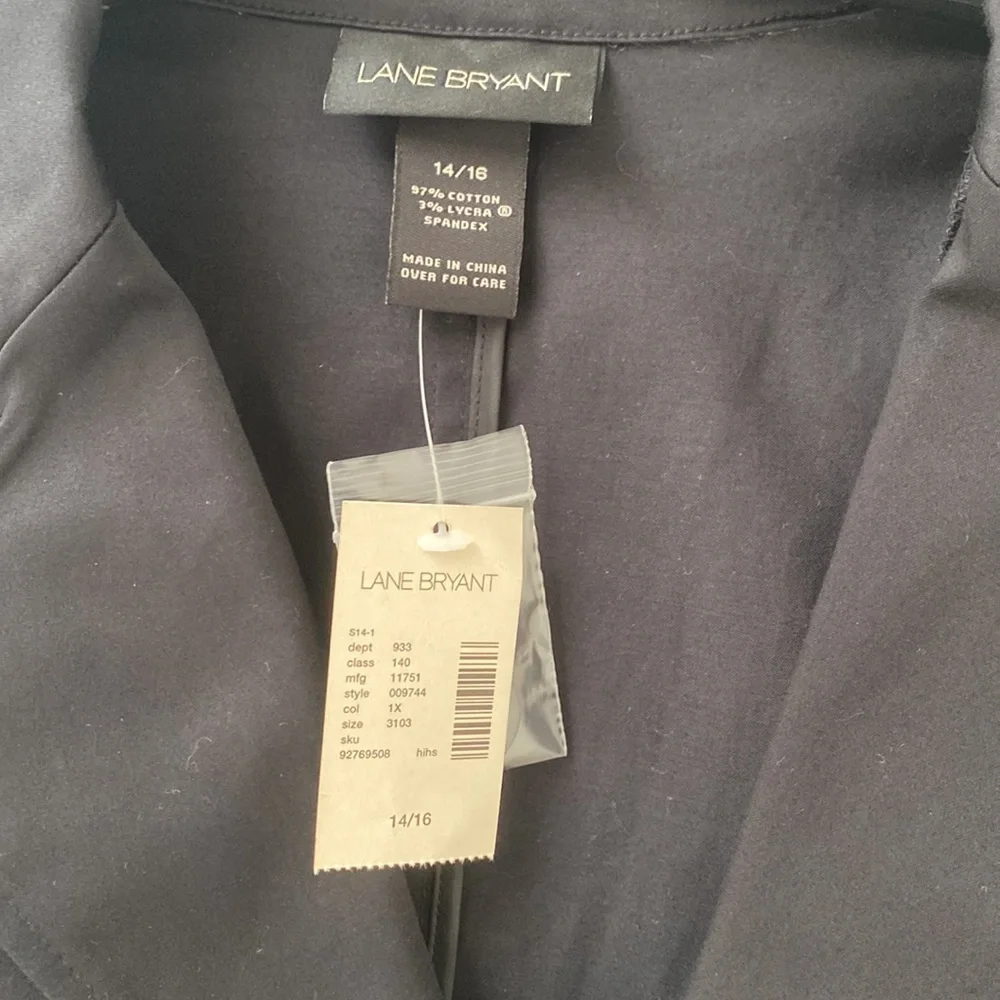 LANE BRYANT
14/16
97% COTTON
3% LYCRA ®
SPANDEX
MADE IN CHINA
OVER FOR CARE
LANE BRYANT
S14-1
dept 933
class 140
mfg 11751
style 009744
col 1X
size 3103
sku
92769508 hihs
14/16